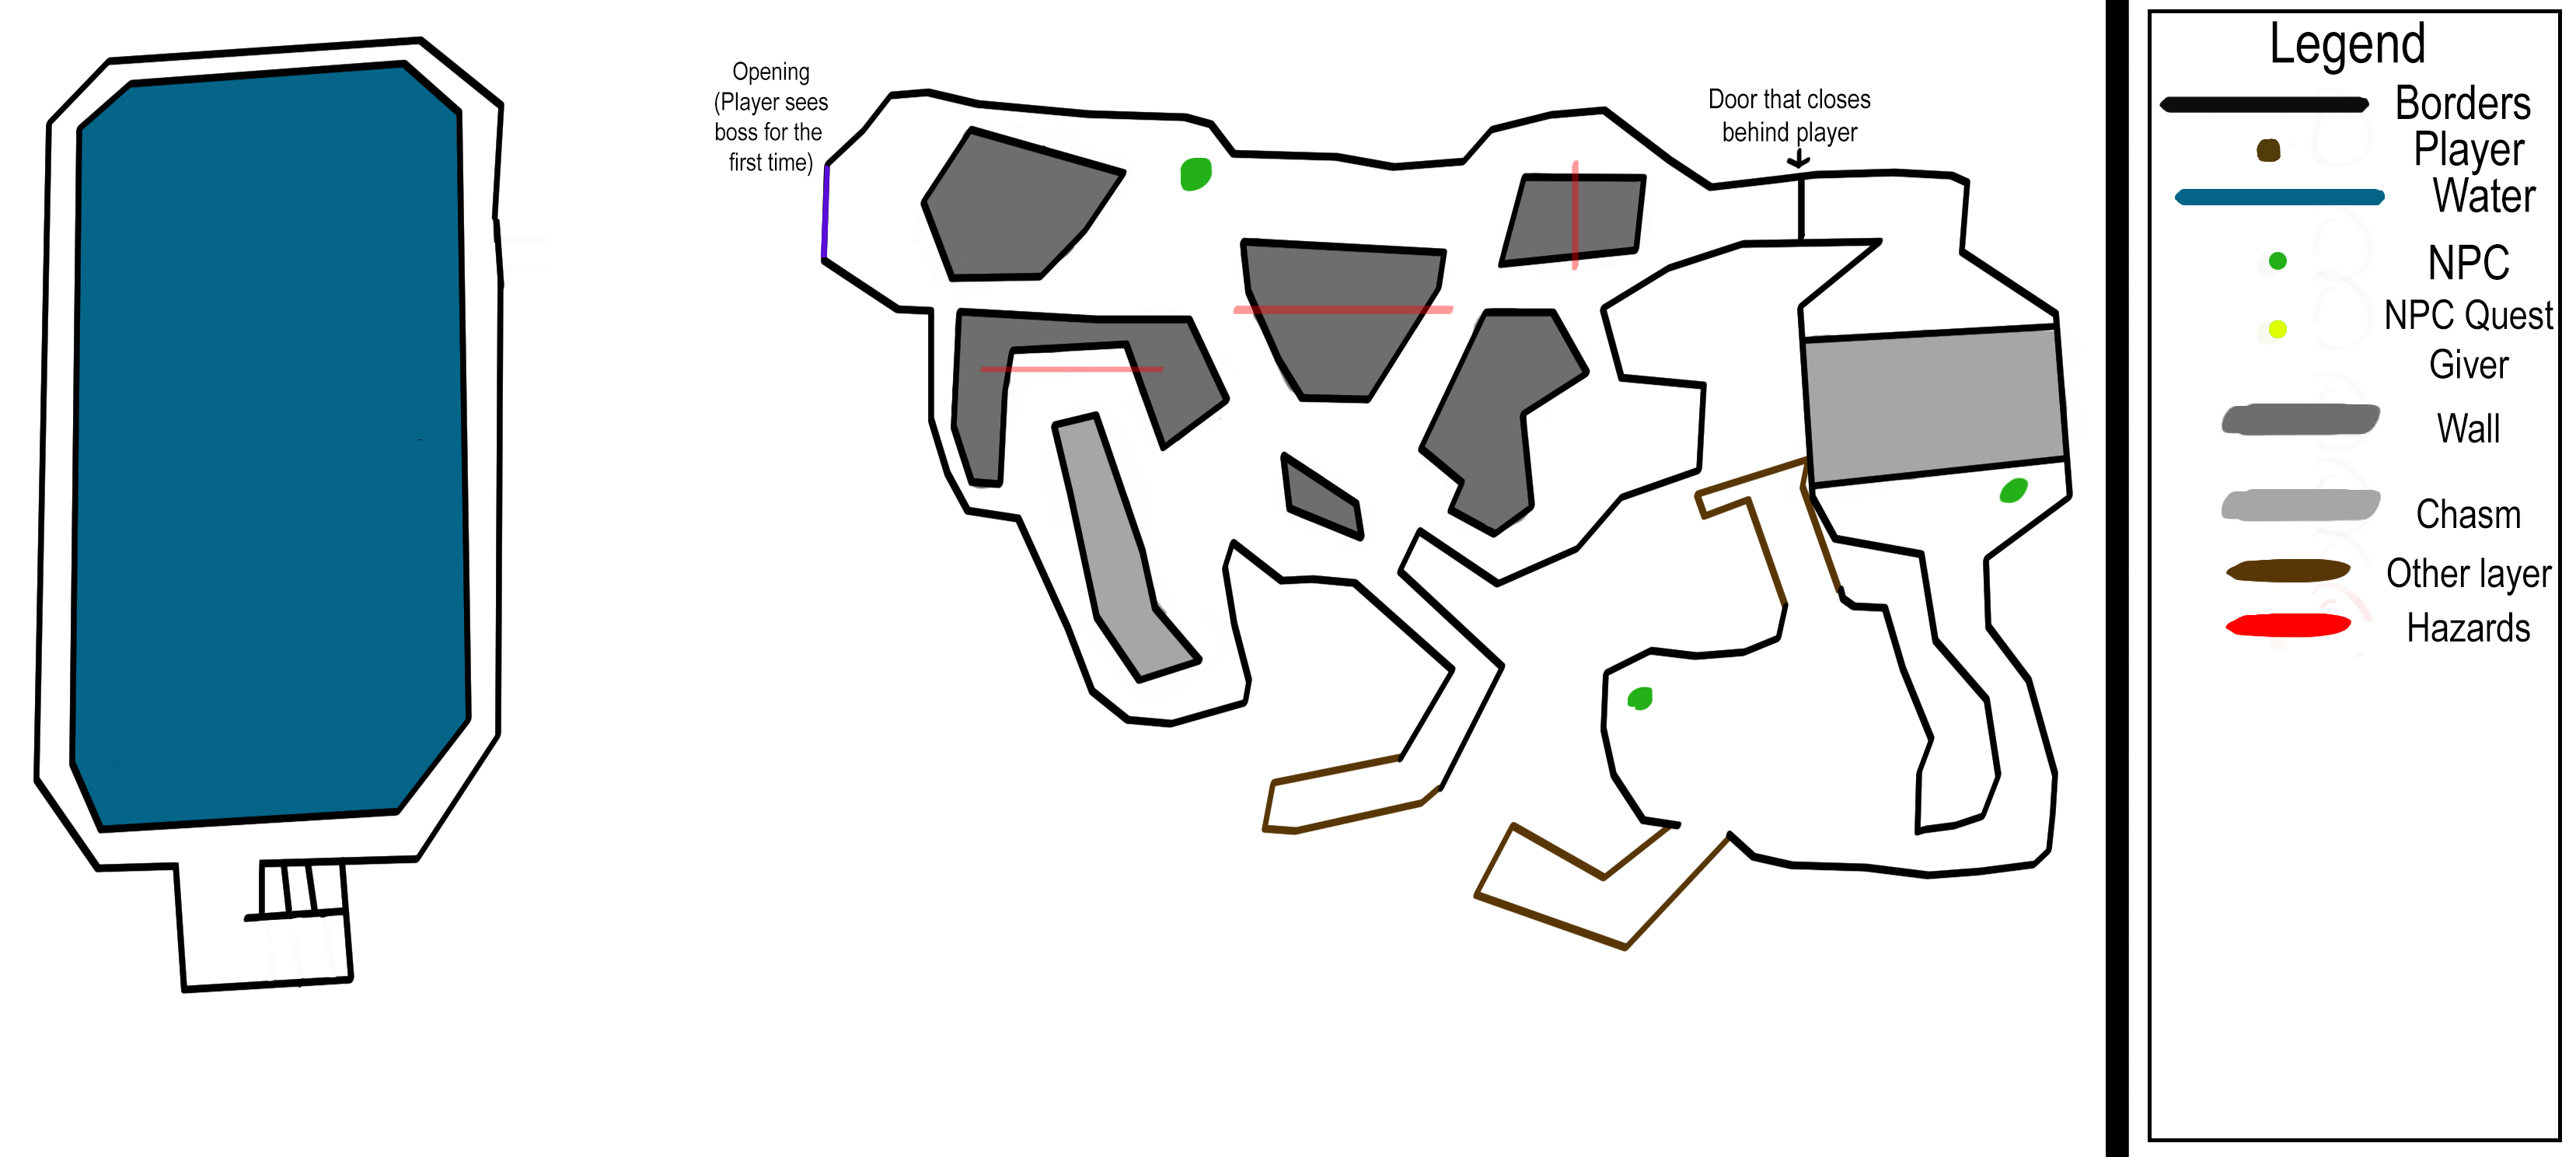 Opening
(Player sees
boss for the
first time)
Door that closes
behind player
Legend
Borders
Player
Water
NPC
NPC Quest
Giver
Wall
Chasm
Other layer
Hazards